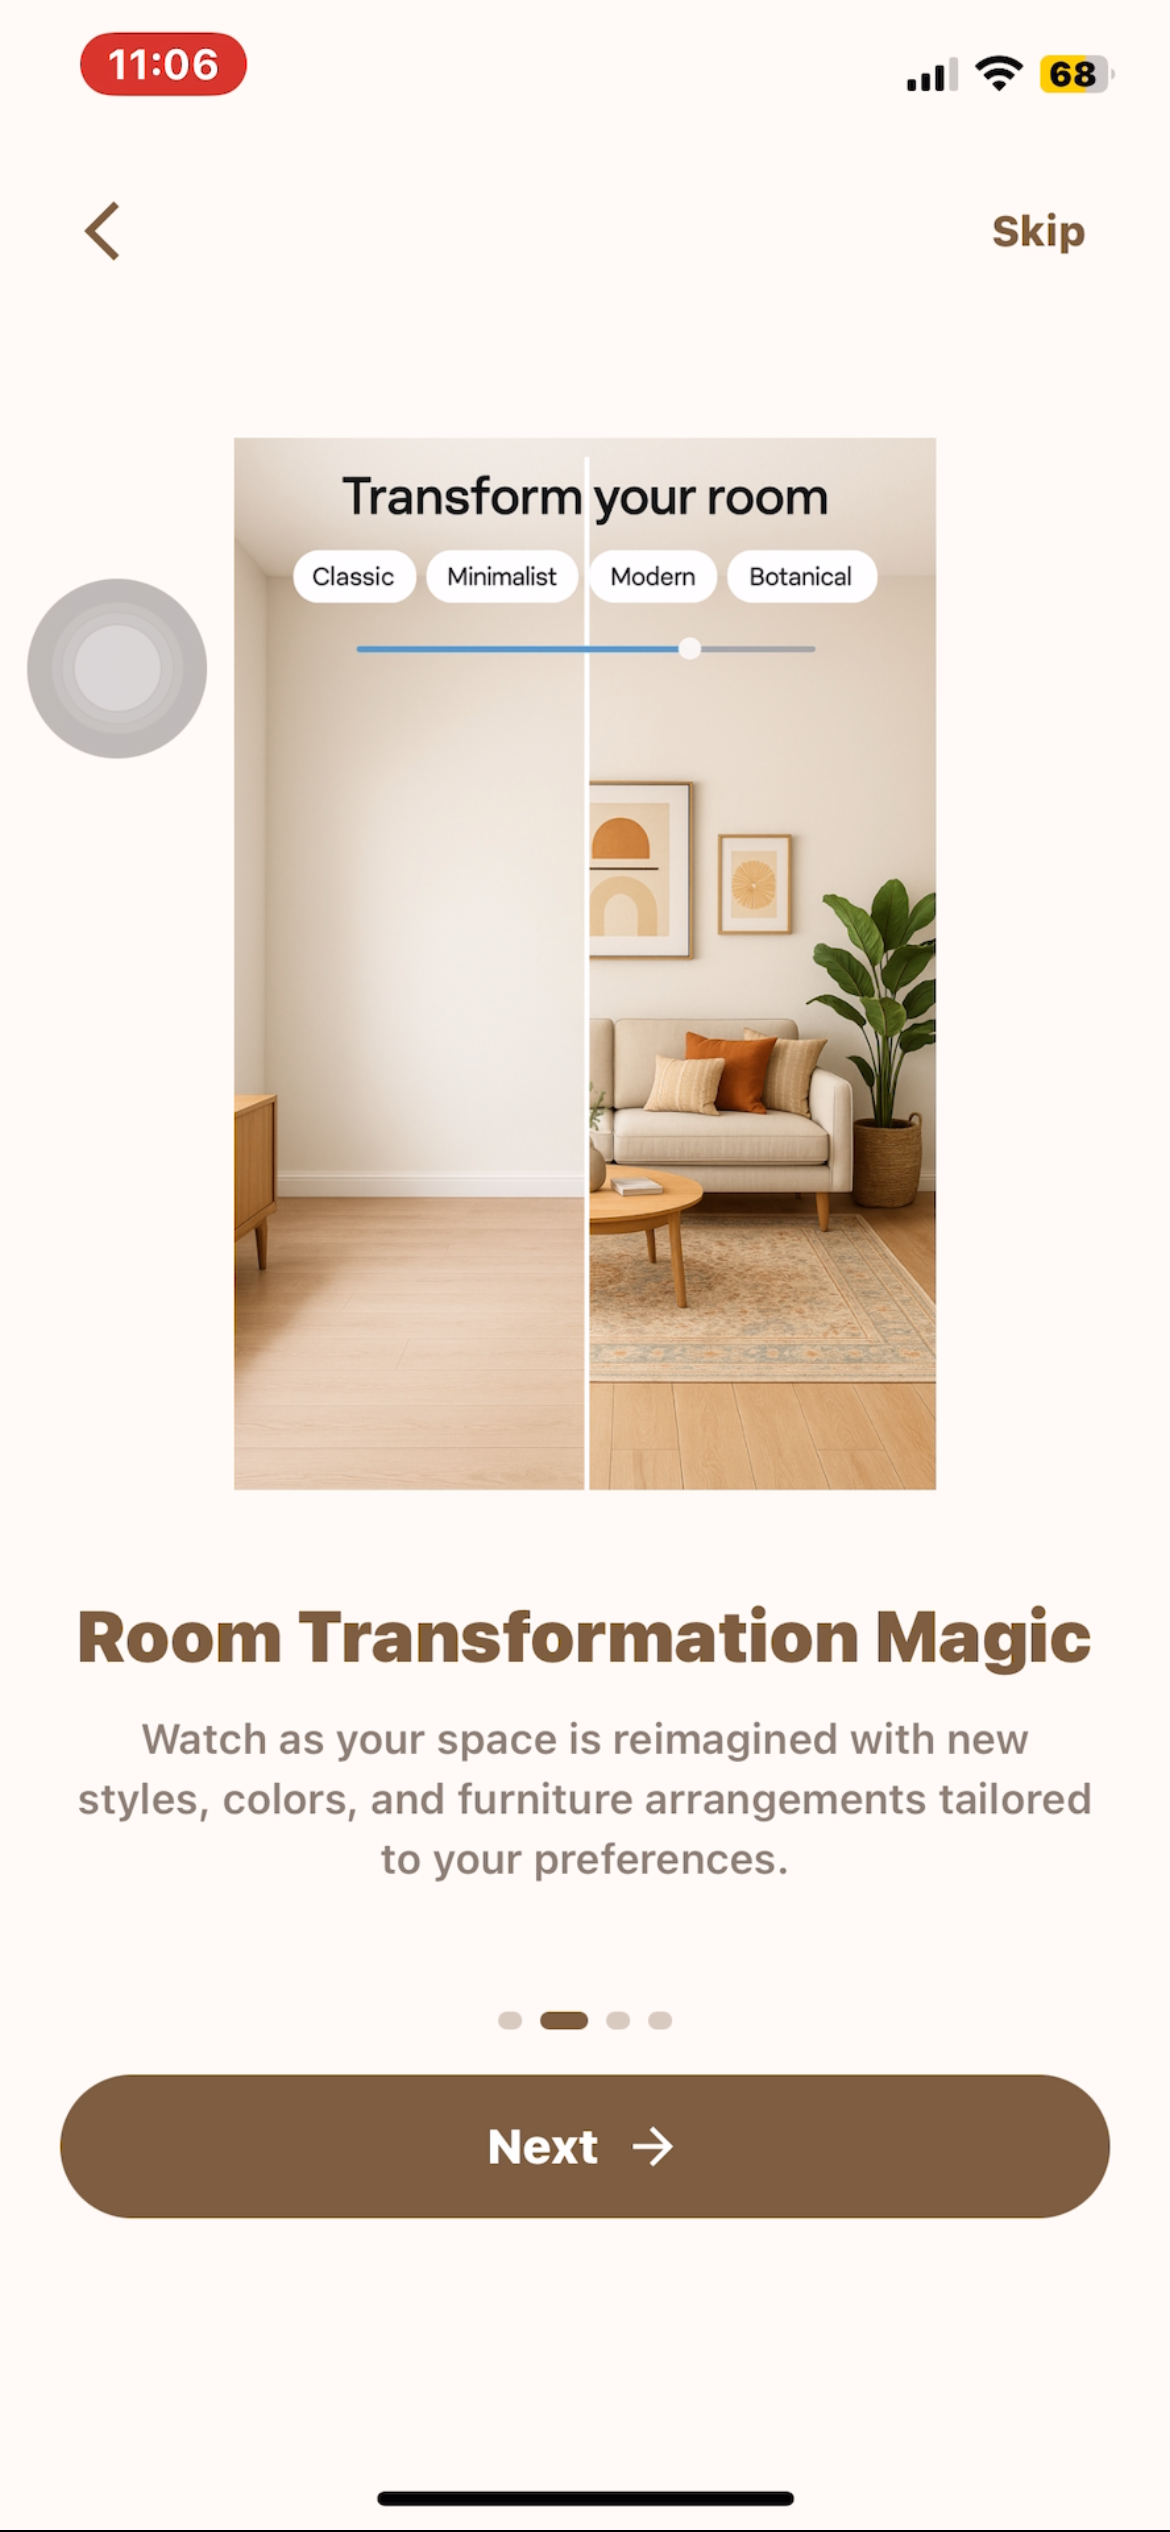 11:06
68
Skip
Transform your room
Classic Minimalist Modern Botanical
Room Transformation Magic
Watch as your space is reimagined with new
styles, colors, and furniture arrangements tailored
to your preferences.
Next